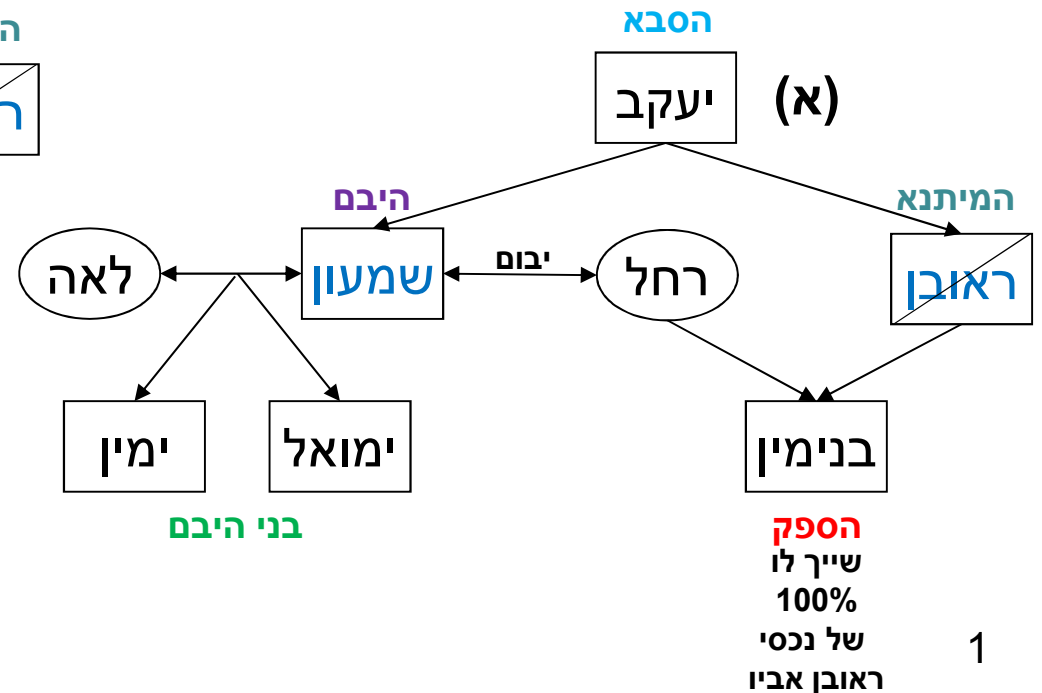 הסבא
(א)
יעקב
המיתנא
היבם
ראובן
רחל
יבום
שמעון
לאה
בנימין
ימואל
ימין
הספק
שייך לו
100%
של נכסי
ראובן אביו
בני היבם
1